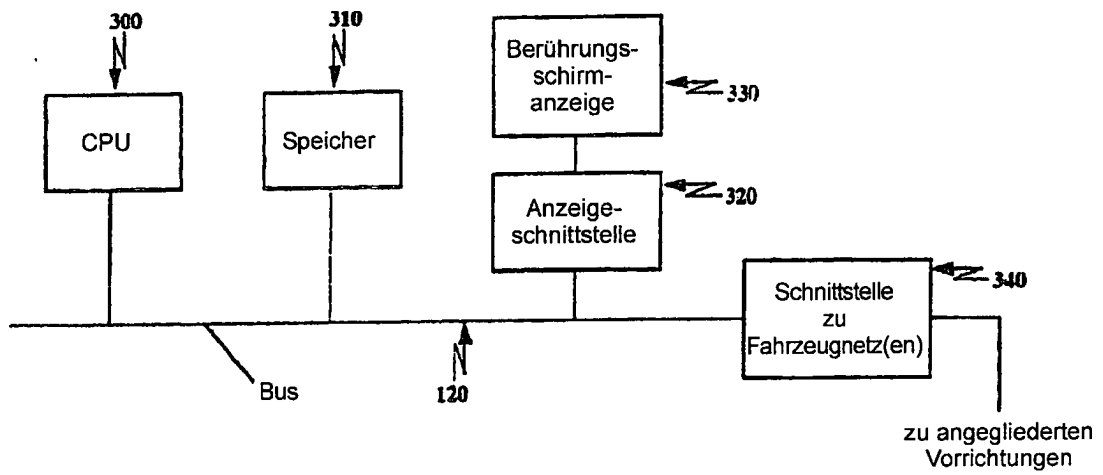 300
310
Berührungs-
schirm-
anzeige
330
CPU
Speicher
320
Anzeige-
schnittstelle
340
Schnittstelle
zu
Fahrzeugnetz(en)
Bus
120
zu angegliederten
Vorrichtungen